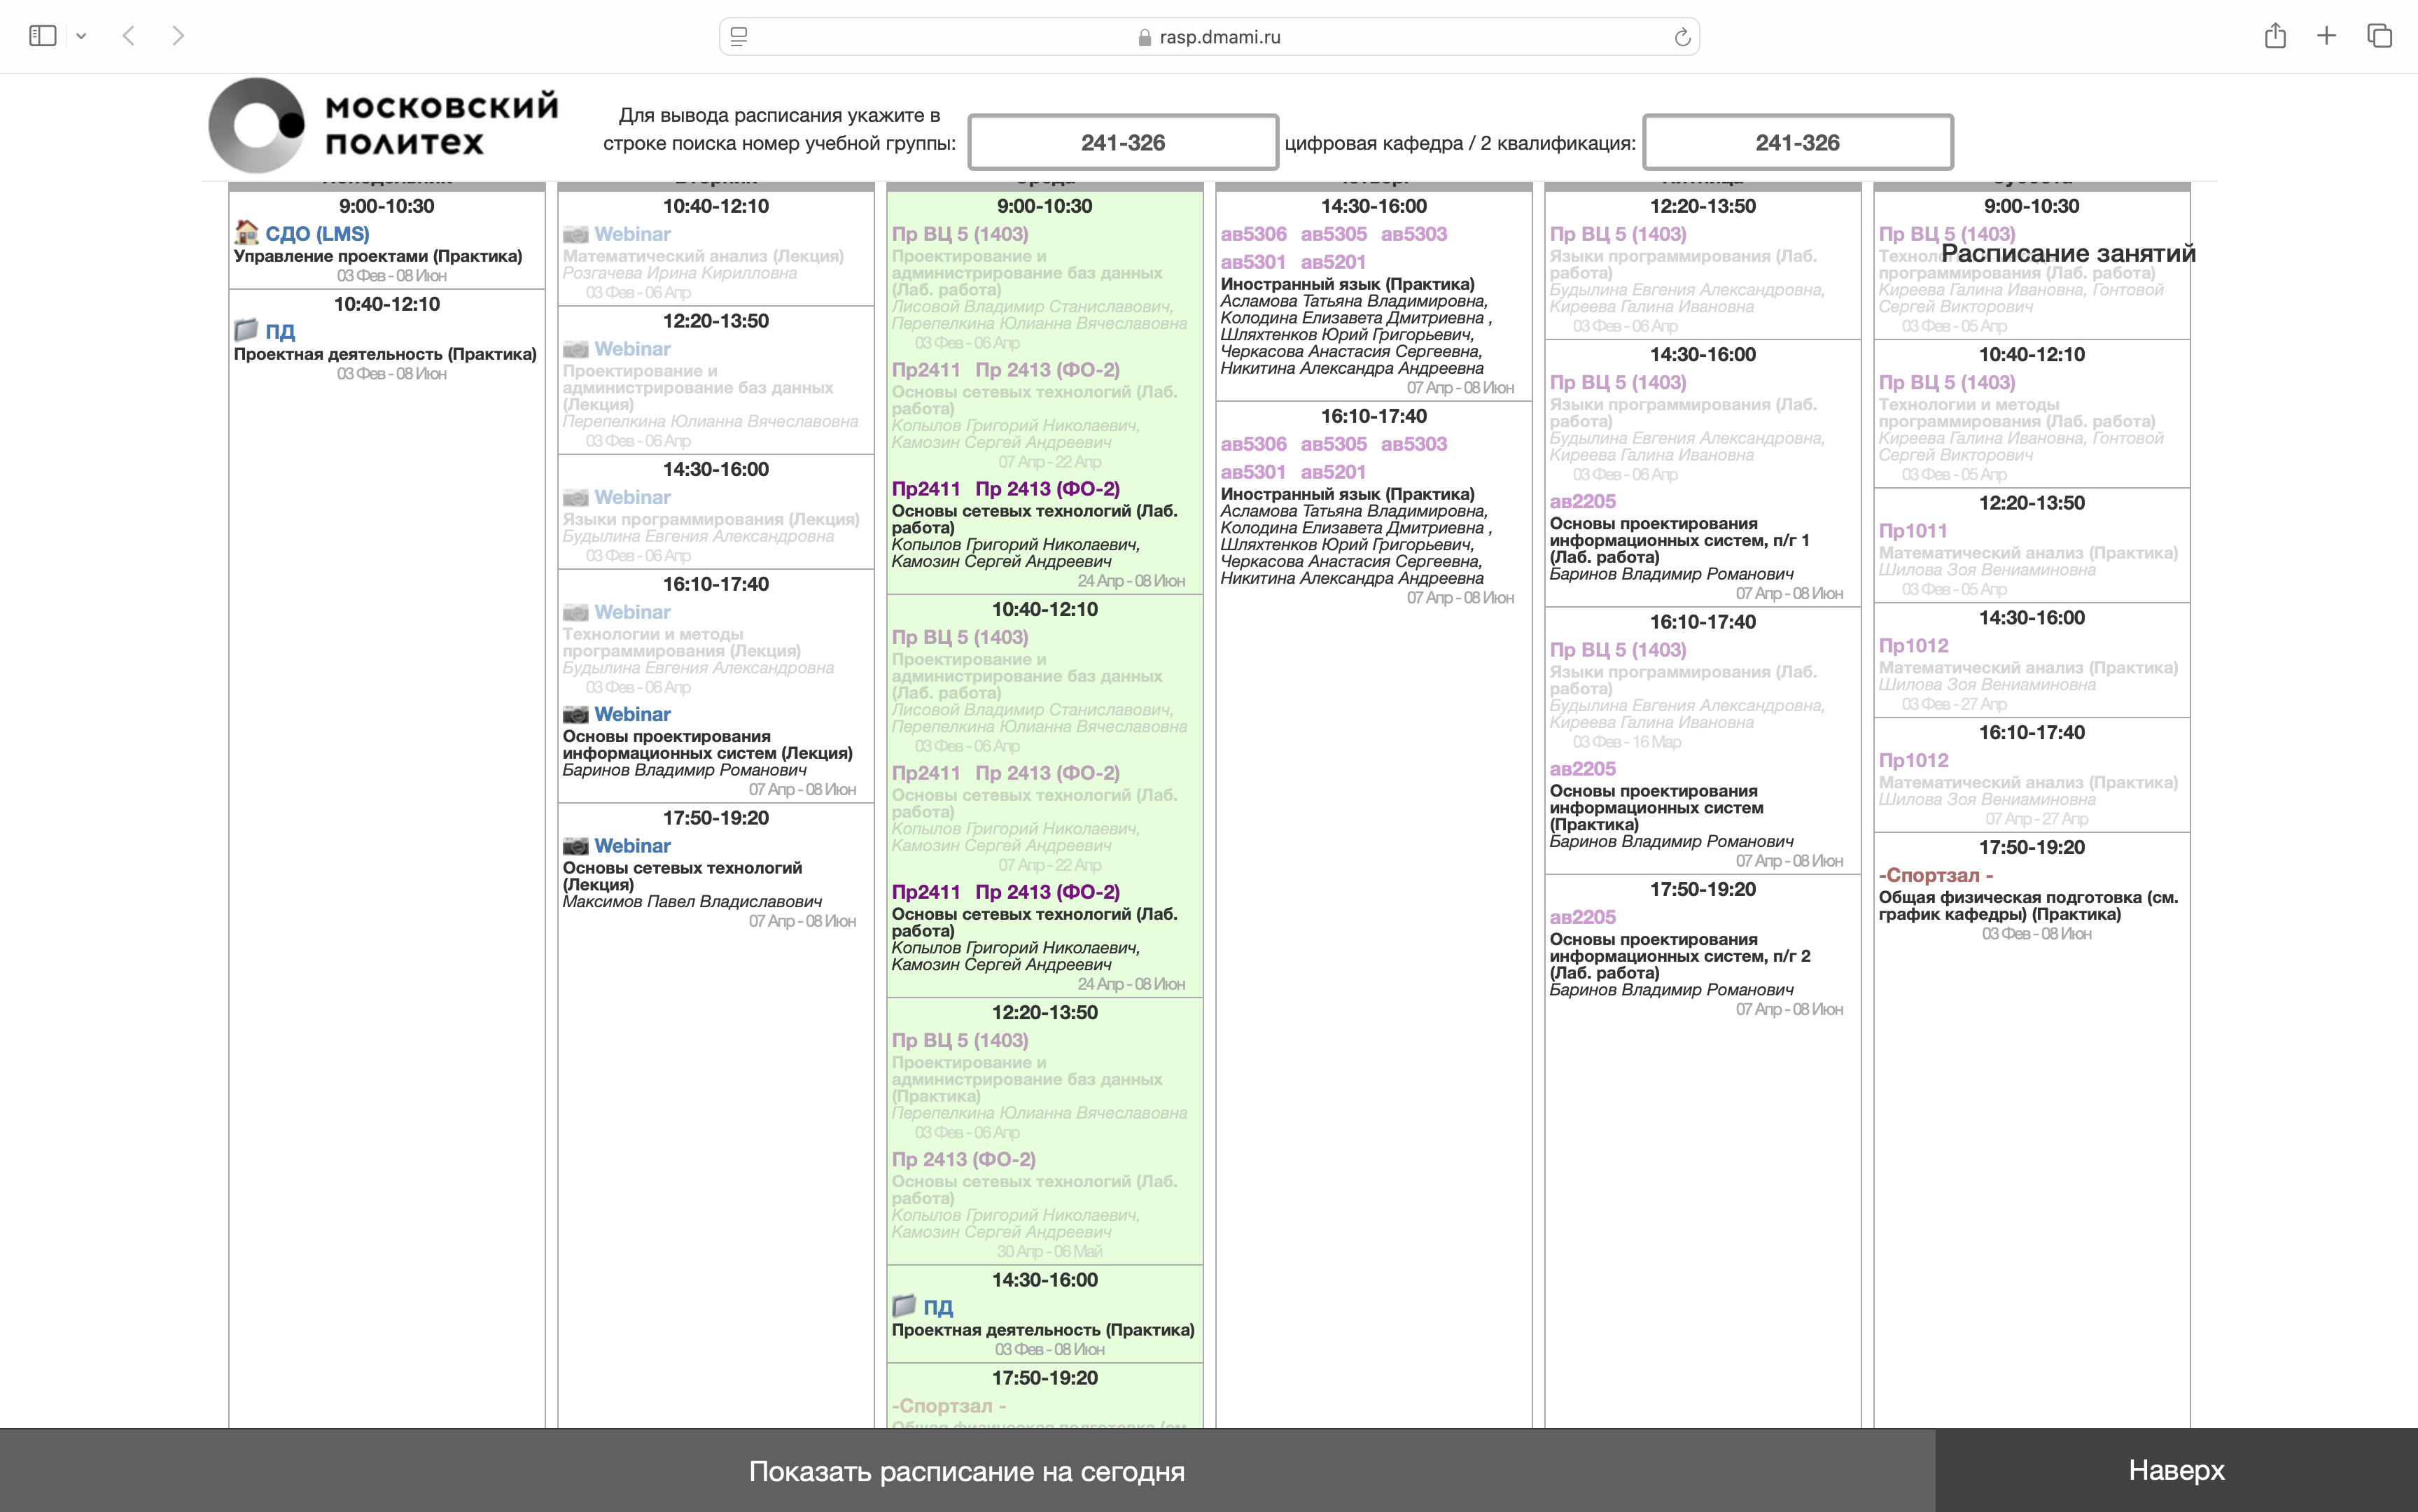 rasp.dmami.ru
МОСКОВСКИЙ
ПОЛИТЕХ
Для вывода расписания укажите в
строке поиска номер учебной группы:
241-326
цифровая кафедра / 2 квалификация:
241-326
9:00-10:30
СДО (LMS)
Управление проектами (Практика)
03 Фев - 08 Июн
10:40-12:10
ПД
Проектная деятельность (Практика)
03 Фев - 08 Июн
10:40-12:10
Webinar
Математический анализ (Лекция)
Розгачева Ирина Кирилловна
03 Фев - 06 Апр
12:20-13:50
Webinar
Проектирование и
администрирование баз данных
(Лекция)
Перепелкина Юлианна Вячеславовна
03 Фев - 06 Апр
14:30-16:00
Webinar
Языки программирования (Лекция)
Будылина Евгения Александровна
03 Фев - 06 Апр
16:10-17:40
Webinar
Технологии и методы
программирования (Лекция)
Будылина Евгения Александровна
03 Фев - 06 Апр
Webinar
Основы проектирования
информационных систем (Лекция)
Баринов Владимир Романович
07 Апр - 08 Июн
17:50-19:20
Webinar
Основы сетевых технологий
(Лекция)
Максимов Павел Владиславович
07 Апр - 08 Июн
9:00-10:30
Пр ВЦ 5 (1403)
Проектирование и
администрирование баз данных
(Лаб. работа)
Лисовой Владимир Станиславович,
Перепелкина Юлианна Вячеславовна
03 Фев - 06 Апр
Пр2411 Пр 2413 (ФО-2)
Основы сетевых технологий (Лаб.
работа)
Копылов Григорий Николаевич,
Камозин Сергей Андреевич
07 Апр - 22 Апр
Пр2411 Пр 2413 (ФО-2)
Основы сетевых технологий (Лаб.
работа)
Копылов Григорий Николаевич,
Камозин Сергей Андреевич
24 Апр - 08 Июн
10:40-12:10
Пр ВЦ 5 (1403)
Проектирование и
администрирование баз данных
(Лаб. работа)
Лисовой Владимир Станиславович,
Перепелкина Юлианна Вячеславовна
03 Фев - 06 Апр
Пр2411 Пр 2413 (ФО-2)
Основы сетевых технологий (Лаб.
работа)
Копылов Григорий Николаевич,
Камозин Сергей Андреевич
07 Апр - 22 Апр
Пр2411 Пр 2413 (ФО-2)
Основы сетевых технологий (Лаб.
работа)
Копылов Григорий Николаевич,
Камозин Сергей Андреевич
24 Апр - 08 Июн
12:20-13:50
Пр ВЦ 5 (1403)
Проектирование и
администрирование баз данных
(Практика)
Перепелкина Юлианна Вячеславовна
03 Фев - 06 Апр
Пр 2413 (ФО-2)
Основы сетевых технологий (Лаб.
работа)
Копылов Григорий Николаевич,
Камозин Сергей Андреевич
30 Апр - 06 Май
14:30-16:00
ПД
Проектная деятельность (Практика)
03 Фев - 08 Июн
17:50-19:20
-Спортзал -
14:30-16:00
ав5306 ав5305 ав5303
ав5301 ав5201
Иностранный язык (Практика)
Асламова Татьяна Владимировна,
Колодина Елизавета Дмитриевна ,
Шляхтенков Юрий Григорьевич,
Черкасова Анастасия Сергеевна,
Никитина Александра Андреевна
07 Апр - 08 Июн
16:10-17:40
ав5306 ав5305 ав5303
ав5301 ав5201
Иностранный язык (Практика)
Асламова Татьяна Владимировна,
Колодина Елизавета Дмитриевна ,
Шляхтенков Юрий Григорьевич,
Черкасова Анастасия Сергеевна,
Никитина Александра Андреевна
07 Апр - 08 Июн
12:20-13:50
Пр ВЦ 5 (1403)
Языки программирования (Лаб.
работа)
Будылина Евгения Александровна,
Киреева Галина Ивановна
03 Фев - 06 Апр
14:30-16:00
Пр ВЦ 5 (1403)
Языки программирования (Лаб.
работа)
Будылина Евгения Александровна,
Киреева Галина Ивановна
03 Фев - 06 Апр
ав2205
Основы проектирования
информационных систем, п/г 1
(Лаб. работа)
Баринов Владимир Романович
07 Апр - 08 Июн
16:10-17:40
Пр ВЦ 5 (1403)
Языки программирования (Лаб.
работа)
Будылина Евгения Александровна,
Киреева Галина Ивановна
03 Фев - 16 Мар
ав2205
Основы проектирования
информационных систем
(Практика)
Баринов Владимир Романович
07 Апр - 08 Июн
17:50-19:20
ав2205
Основы проектирования
информационных систем, п/г 2
(Лаб. работа)
Баринов Владимир Романович
07 Апр - 08 Июн
9:00-10:30
Пр ВЦ 5 (1403)
Расписание занятий
программирования (Лаб. работа)
Киреева Галина Ивановна, Гонтовой
Сергей Викторович
03 Фев - 05 Апр
10:40-12:10
Пр ВЦ 5 (1403)
Технологии и методы
программирования (Лаб. работа)
Киреева Галина Ивановна, Гонтовой
Сергей Викторович
03 Фев - 05 Апр
12:20-13:50
Пр1011
Математический анализ (Практика)
Шилова Зоя Вениаминовна
03 Фев - 05 Апр
14:30-16:00
Пр1012
Математический анализ (Практика)
Шилова Зоя Вениаминовна
03 Фев - 27 Апр
16:10-17:40
Пр1012
Математический анализ (Практика)
Шилова Зоя Вениаминовна
07 Апр - 27 Апр
17:50-19:20
-Спортзал -
Общая физическая подготовка (см.
график кафедры) (Практика)
03 Фев - 08 Июн
Показать расписание на сегодня
Наверх